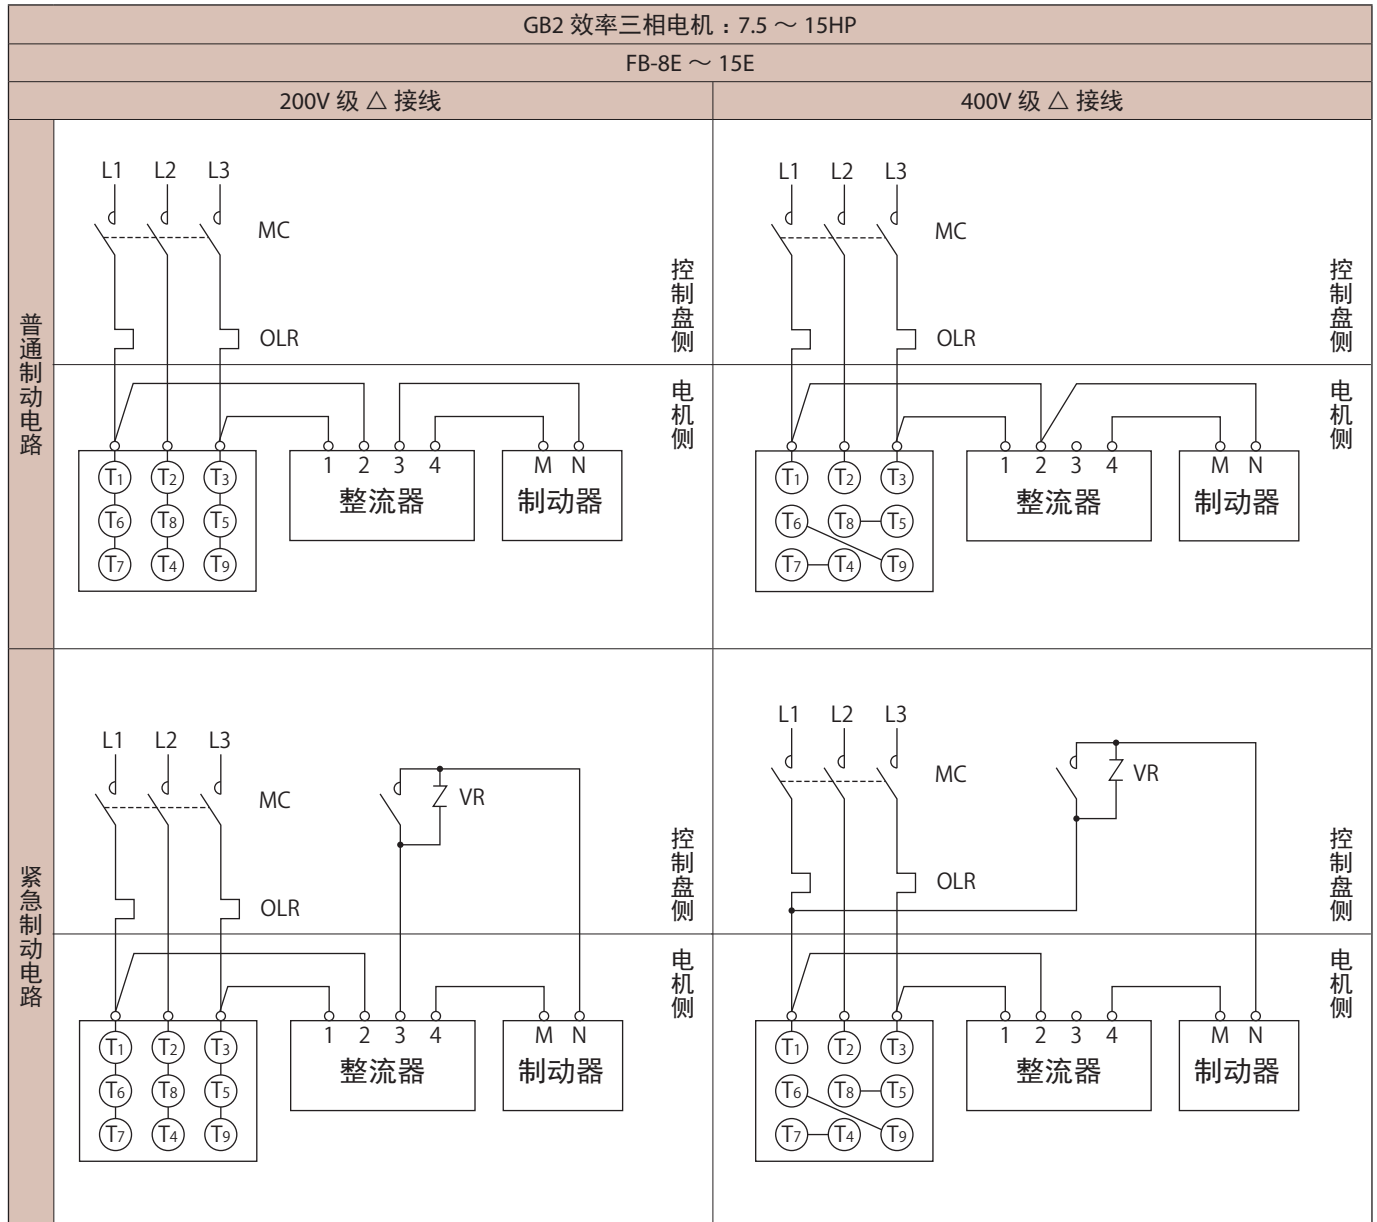 GB2 效率三相电机：7.5 ～ 15HP
FB-8E ～ 15E
200V 级 △ 接线
400V 级 △ 接线
普通制动电路
L1 L2 L3
MC
OLR
控制盘侧
电机侧
1 2 3 4
M N
整流器
制动器
T1 T2 T3
T6 T8 T5
T7 T4 T9
L1 L2 L3
MC
OLR
控制盘侧
电机侧
1 2 3 4
M N
整流器
制动器
T1 T2 T3
T6 T8 T5
T7 T4 T9
紧急制动电路
L1 L2 L3
MC
VR
OLR
控制盘侧
电机侧
1 2 3 4
M N
整流器
制动器
T1 T2 T3
T6 T8 T5
T7 T4 T9
L1 L2 L3
MC
VR
OLR
控制盘侧
电机侧
1 2 3 4
M N
整流器
制动器
T1 T2 T3
T6 T8 T5
T7 T4 T9